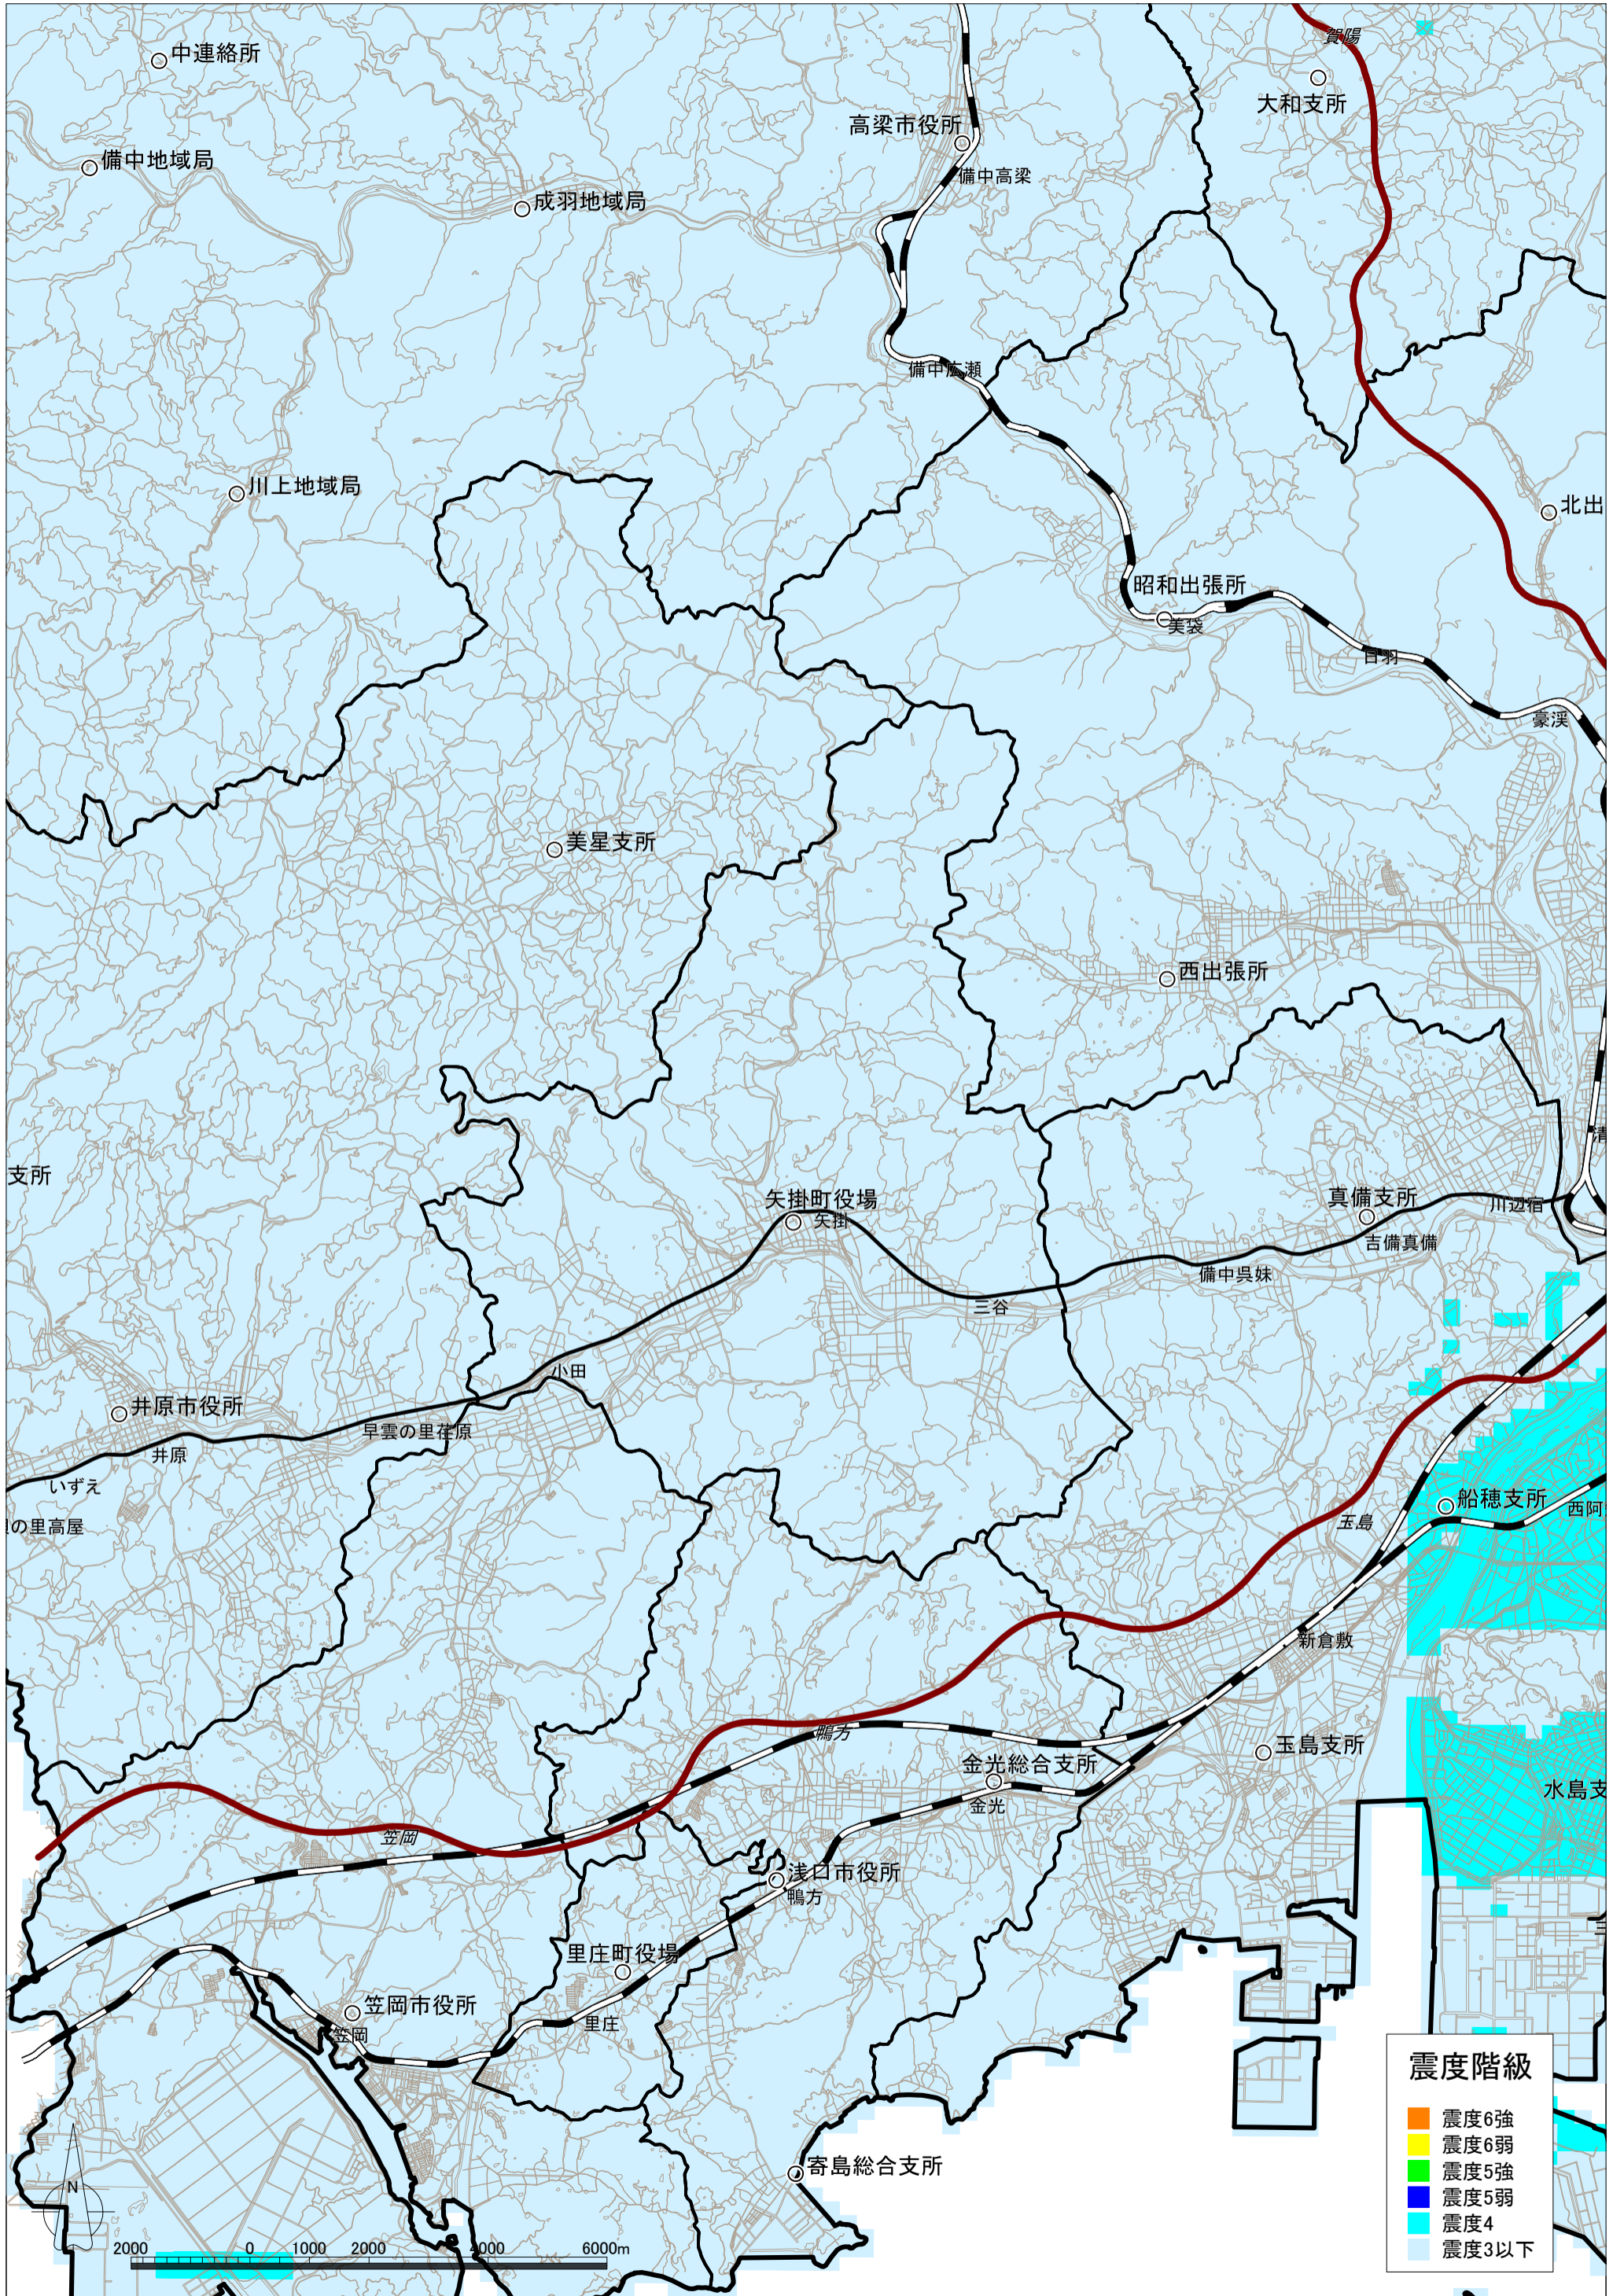 中連絡所
賀陽
大和支所
高梁市役所
備中地域局
備中高梁
成羽地域局
備中広瀬
川上地域局
北出
昭和出張所
美袋
日羽
豪渓
美星支所
西出張所
清
支所
矢掛町役場
矢掛
真備支所
川辺宿
吉備真備
備中呉妹
三谷
小田
井原市役所
早雲の里荏原
井原
いずえ
の里高屋
船穂支所
西阿
玉島
新倉敷
鴨方
玉島支所
金光総合支所
金光
水島支
笠岡
浅口市役所
鴨方
里庄町役場
笠岡市役所
里庄
笠岡
寄島総合支所
N
2000 0 1000 2000 4000 6000m
震度階級
震度6強
震度6弱
震度5強
震度5弱
震度4
震度3以下